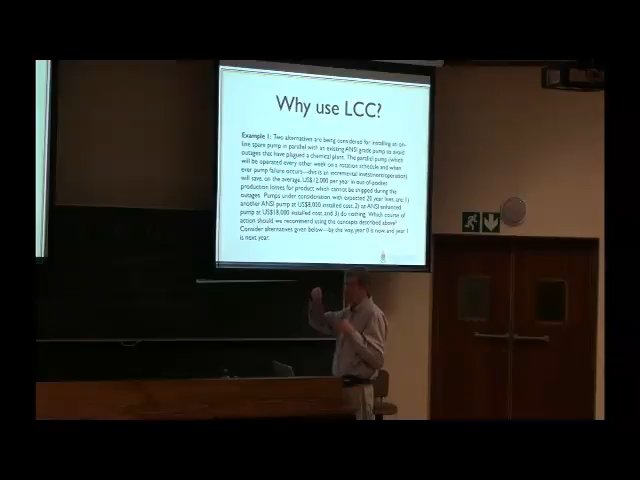 Why use LCC?
Example 1: Two alternatives are being considered for installing an on-
line spare pump in parallel with an existing ANSI grade pump to avoid
outages that have plagued a chemical plant. The parallel pump (which
will be operated every other week on a rotation schedule and when
ever pump failure occurs—this is an incremental investment/operation)
will save, on the average, US$12,000 per year in out-of-pocket
production losses for product which cannot be shipped during the
outages. Pumps under consideration with expected 20 year lives, are: 1)
another ANSI pump at US$8,000 installed cost, 2) an ANSI enhanced
pump at US$18,000 installed cost, and 3) do nothing. Which course of
action should we recommend using the concepts described above?
Consider alternatives given below—by the way, year 0 is now and year 1
is next year.